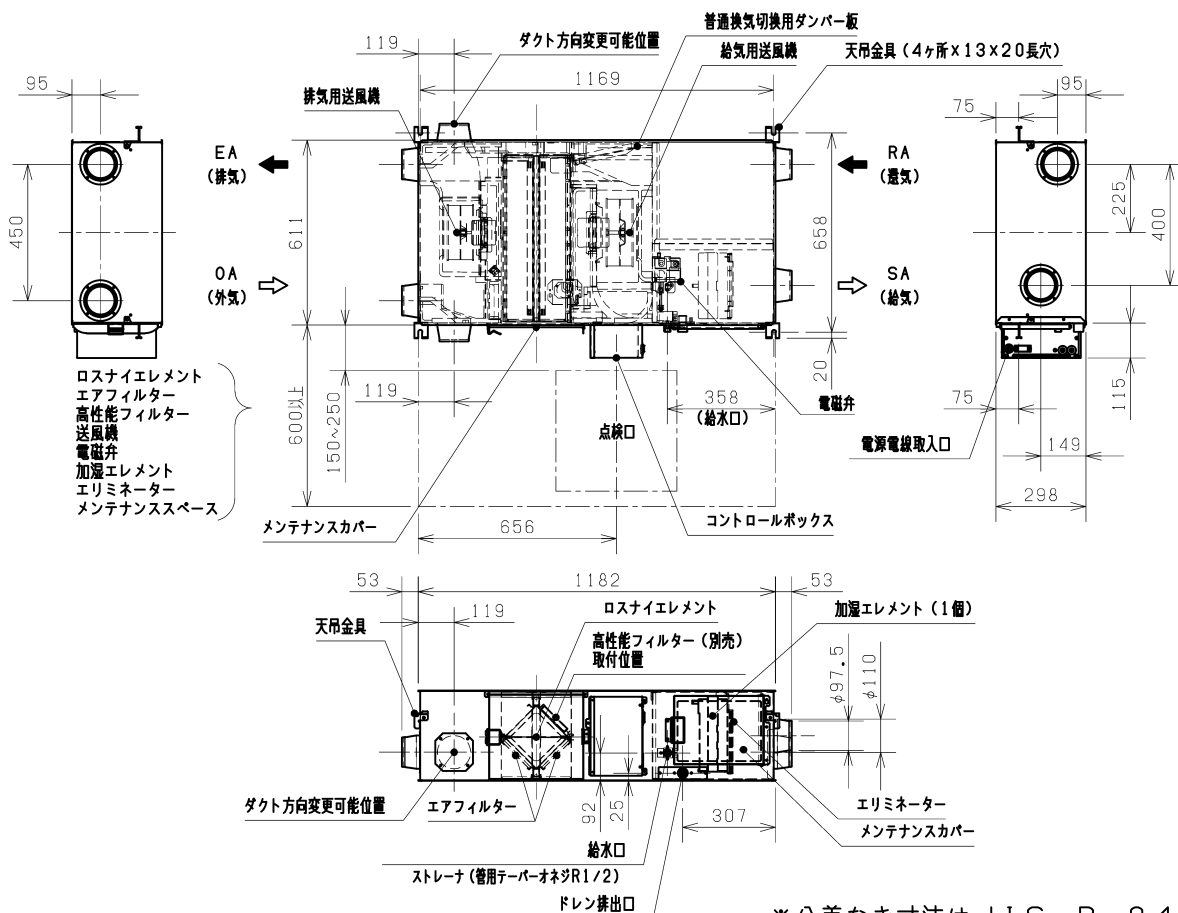 普通換気切換用ダンパー板
ダクト方向変更可能位置
給気用送風機
天吊金具(4ヶ所×13×20長穴)
119
1169
95
95
75
排気用送風機
EA
(排気)
RA
(還気)
450
611
658
225
400
OA
(外気)
SA
(給気)
ロスナイエレメント
エアフィルター
高性能フィルター
送風機
電磁弁
加湿エレメント
エリミネーター
メンテナンススペース
600以上
150~250
119
358
(給水口)
20
電磁弁
点検口
75
115
電源電線取入口
149
298
メンテナンスカバー
656
コントロールボックス
53
1182
53
119
天吊金具
ロスナイエレメント
高性能フィルター(別売)
取付位置
加湿エレメント(1個)
φ97.5
φ110
ダクト方向変更可能位置
エアフィルター
92
25
307
エリミネーター
メンテナンスカバー
給水口
ストレーナ(管用テーパーオネジR1/2)
ドレン排出口